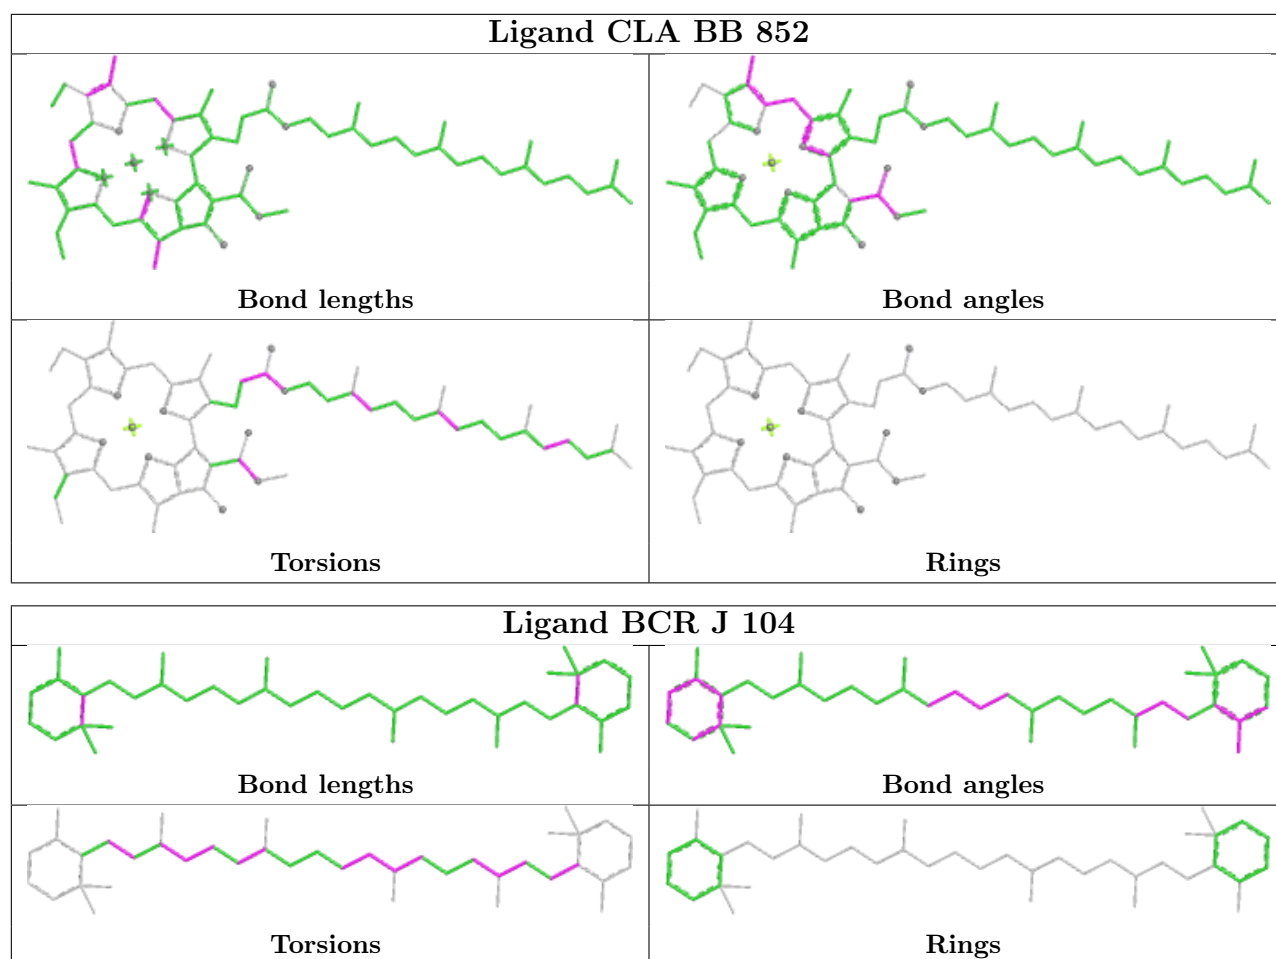 Ligand CLA BB 852
Bond lengths
Bond angles
Torsions
Rings
Ligand BCR J 104
Bond lengths
Bond angles
Torsions
Rings